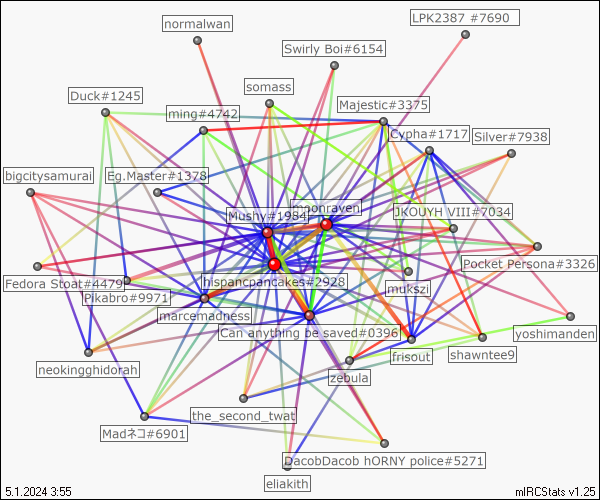 LPK2387 #7690
normalwan
Swirly Boi#6154
somass
Duck#1245
Majestic#3375
ming#4742
Cypha#1717
Silver#7938
bigcitysamurai
Eg.Master#1378
moonraven
JKOUYH VIII#7034
Mushy#1984
Pocket Persona#3326
Fedora Stoat#4479
hispancpancakes#2928
mukszi
Pikabro#9971
marcemadness
Can anything be saved#0396
yoshimanden
frisout
shawntee9
neokingghidorah
zebula
the_second_twat
Madネコ#6901
DacobDacob hORNY police#5271
eliakith
5.1.2024 3:55
mIRCStats v1.25